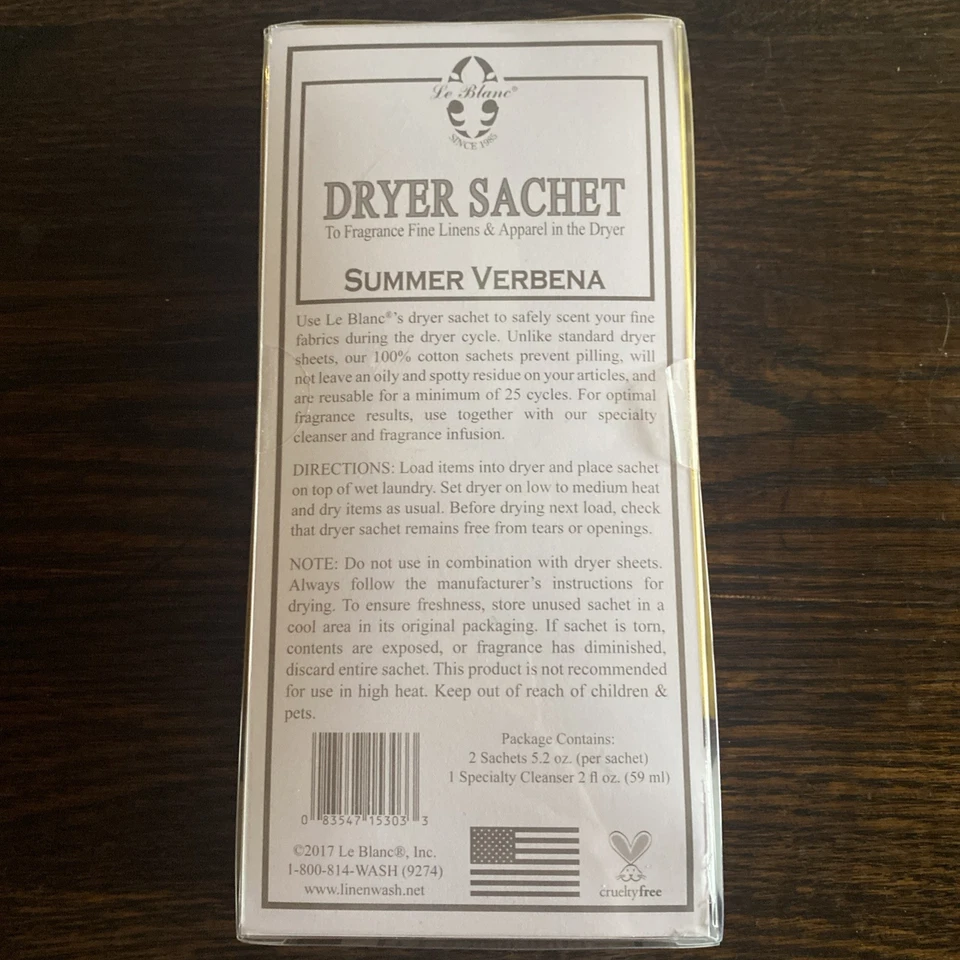 Le Blanc®
SINCE 1985
DRYER SACHET
To Fragrance Fine Linens & Apparel in the Dryer
SUMMER VERBENA
Use Le Blanc®'s dryer sachet to safely scent your fine
fabrics during the dryer cycle. Unlike standard dryer
sheets, our 100% cotton sachets prevent pilling, will
not leave an oily and spotty residue on your articles, and
are reusable for a minimum of 25 cycles. For optimal
fragrance results, use together with our specialty
cleanser and fragrance infusion.
DIRECTIONS: Load items into dryer and place sachet
on top of wet laundry. Set dryer on low to medium heat
and dry items as usual. Before drying next load, check
that dryer sachet remains free from tears or openings.
NOTE: Do not use in combination with dryer sheets.
Always follow the manufacturer's instructions for
drying. To ensure freshness, store unused sachet in a
cool area in its original packaging. If sachet is torn,
contents are exposed, or fragrance has diminished,
discard entire sachet. This product is not recommended
for use in high heat. Keep out of reach of children &
pets.
Package Contains:
2 Sachets 5.2 oz. (per sachet)
1 Specialty Cleanser 2 fl oz. (59 ml)
0 83547 15303 3
©2017 Le Blanc®, Inc.
1-800-814-WASH (9274)
www.linenwash.net
crueltyfree